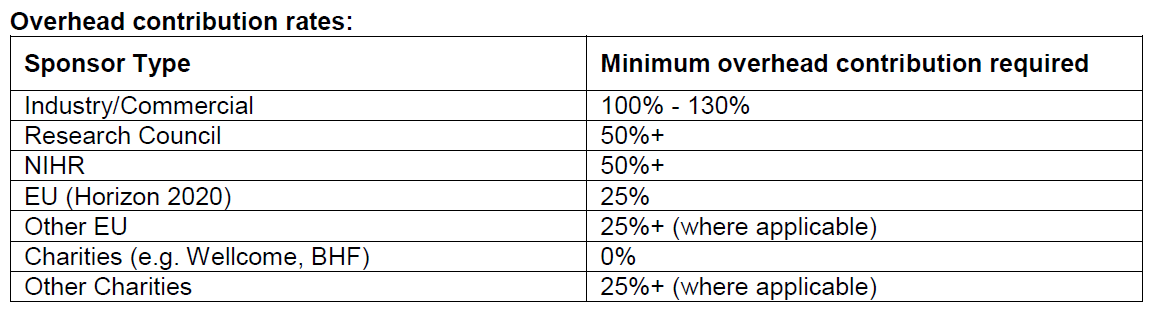 Overhead contribution rates:
Sponsor Type Minimum overhead contribution required
Industry/Commercial 100% - 130%
Research Council 50%+
NIHR 50%+
EU (Horizon 2020) 25%
Other EU 25%+ (where applicable)
Charities (e.g. Wellcome, BHF) 0%
Other Charities 25%+ (where applicable)